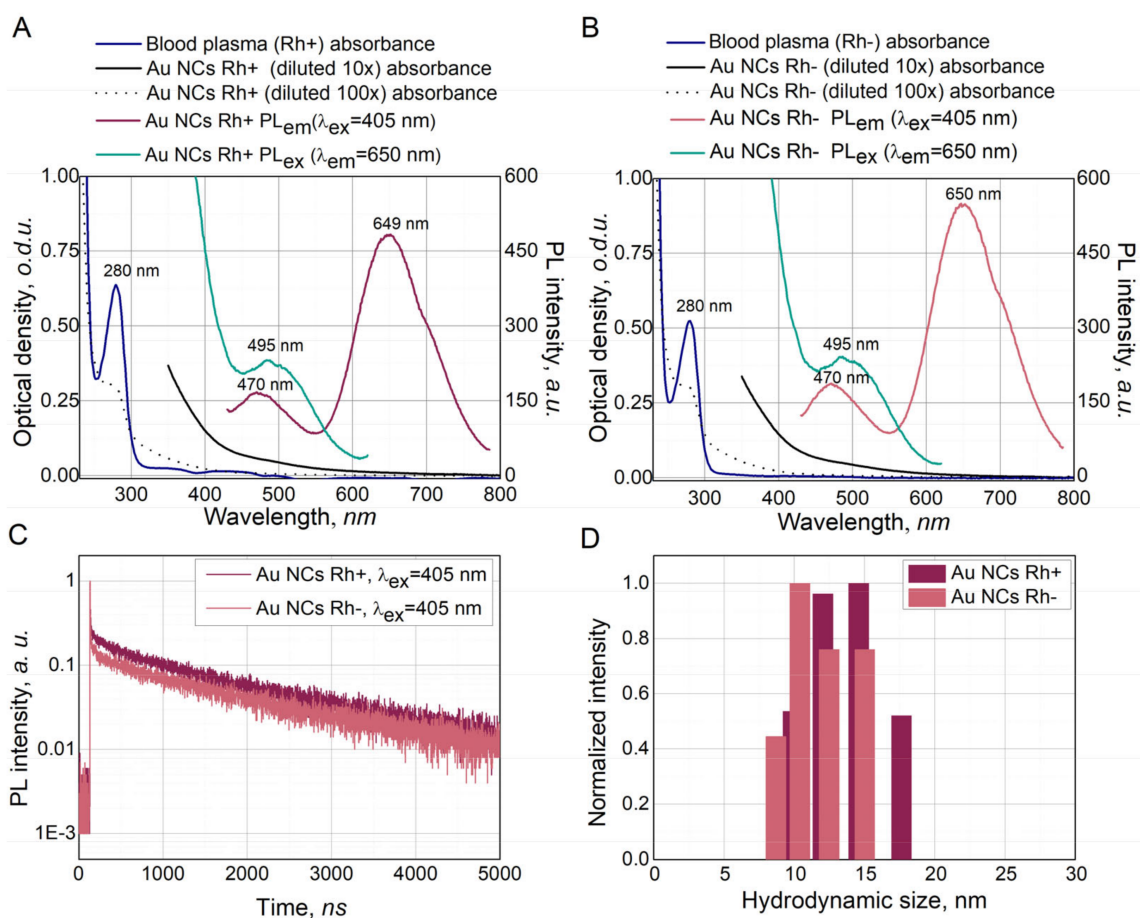 A
Blood plasma (Rh+) absorbance
Au NCs Rh+ (diluted 10x) absorbance
Au NCs Rh+ (diluted 100x) absorbance
Au NCs Rh+ PLem(λex=405 nm)
Au NCs Rh+ PLex (λem=650 nm)
1.00
0.75
0.50
0.25
0.00
Optical density, o.d.u.
600
450
300
150
0
PL intensity, a.u.
280 nm
495 nm
470 nm
649 nm
300 400 500 600 700 800
Wavelength, nm
B
Blood plasma (Rh-) absorbance
Au NCs Rh- (diluted 10x) absorbance
Au NCs Rh- (diluted 100x) absorbance
Au NCs Rh- PLem (λex=405 nm)
Au NCs Rh- PLex (λem=650 nm)
1.00
0.75
0.50
0.25
0.00
Optical density, o.d.u.
600
450
300
150
0
PL intensity, a.u.
280 nm
495 nm
470 nm
650 nm
300 400 500 600 700 800
Wavelength, nm
C
Au NCs Rh+, λex=405 nm
Au NCs Rh-, λex=405 nm
1
0.1
0.01
1E-3
PL intensity, a. u.
0 1000 2000 3000 4000 5000
Time, ns
D
Au NCs Rh+
Au NCs Rh-
1.0
0.8
0.6
0.4
0.2
0.0
Normalized intensity
0 5 10 15 20 25 30
Hydrodynamic size, nm